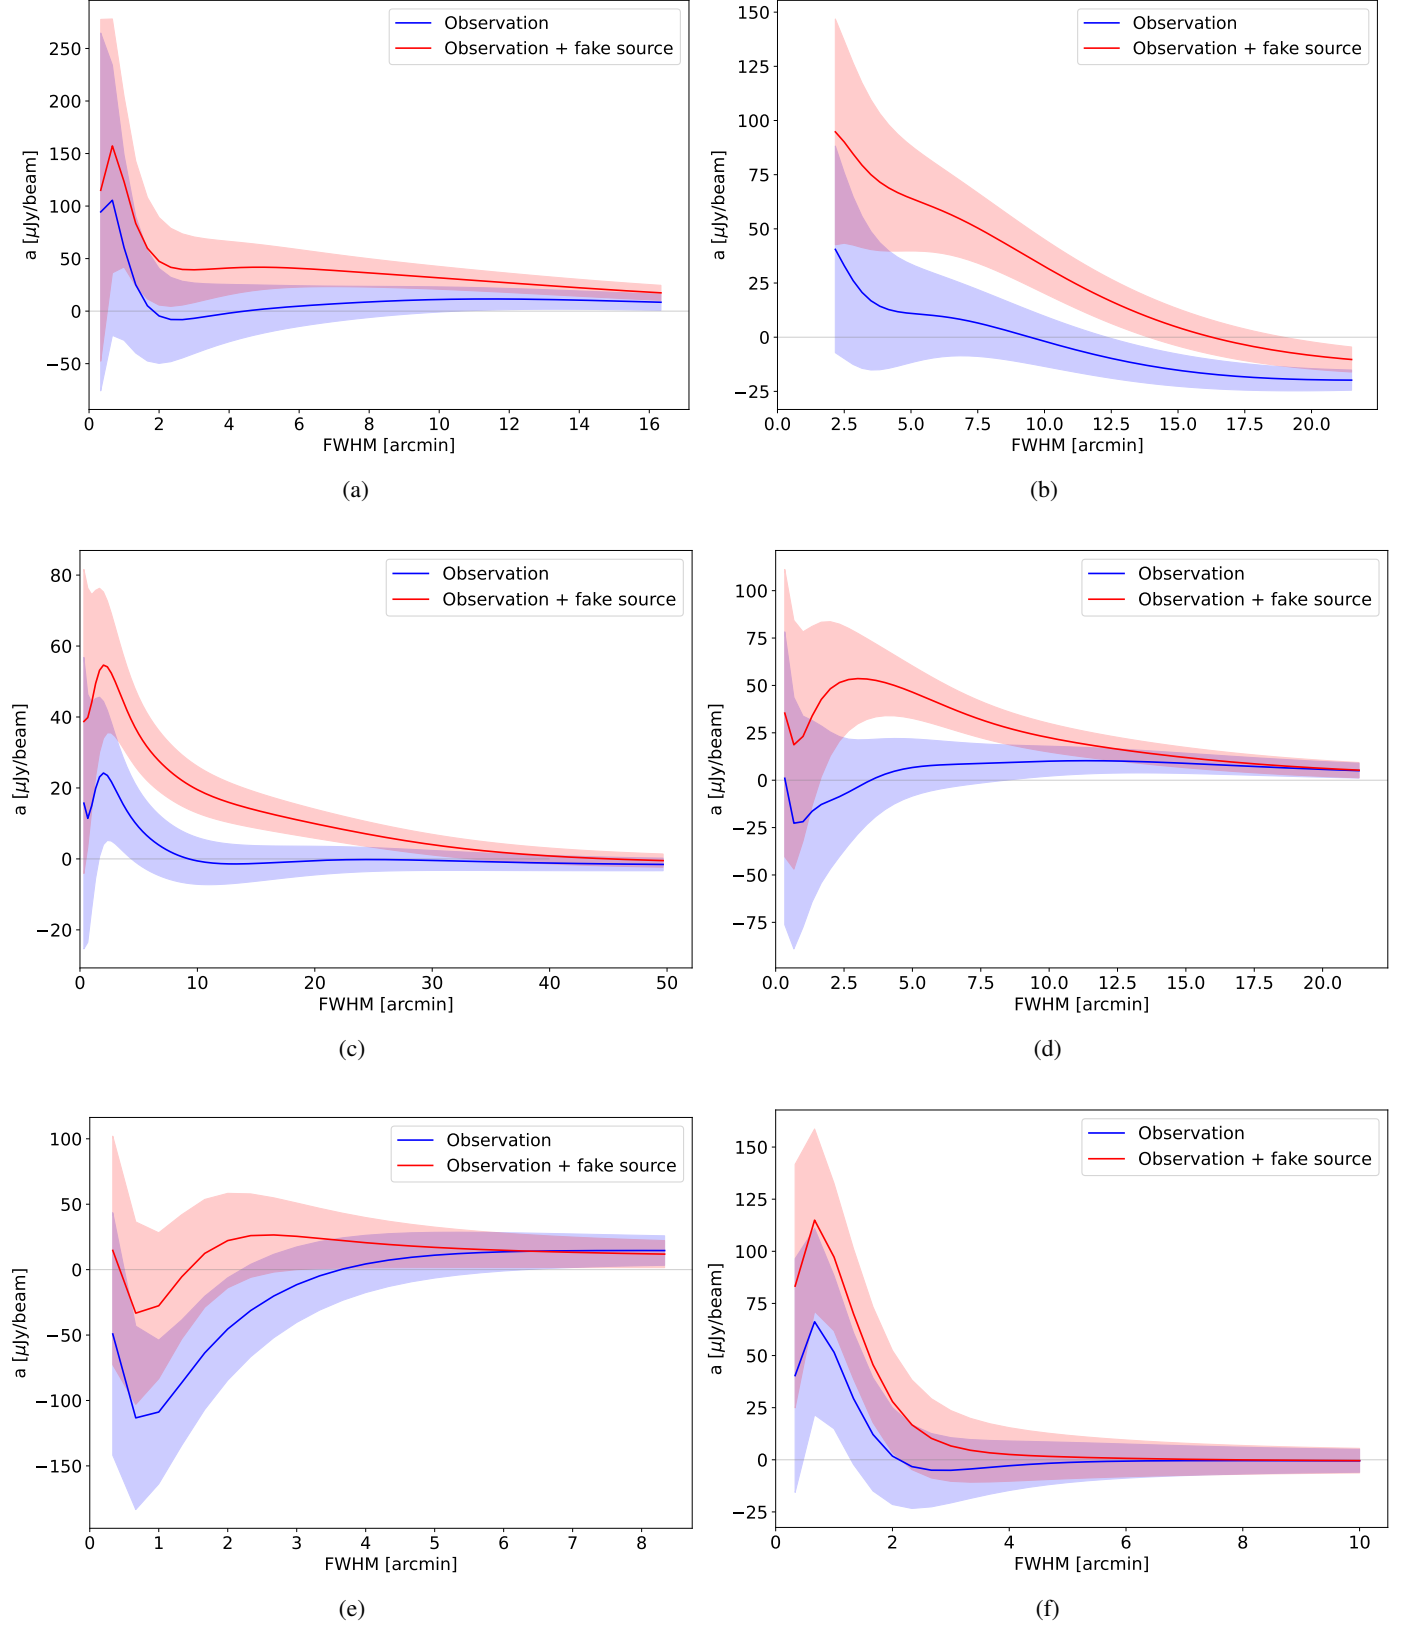 Observation
Observation + fake source
250
200
150
100
50
0
−50
a [μJy/beam]
0 2 4 6 8 10 12 14 16
FWHM [arcmin]
(a)
Observation
Observation + fake source
150
125
100
75
50
25
0
−25
a [μJy/beam]
0.0 2.5 5.0 7.5 10.0 12.5 15.0 17.5 20.0
FWHM [arcmin]
(b)
Observation
Observation + fake source
80
60
40
20
0
−20
a [μJy/beam]
0 10 20 30 40 50
FWHM [arcmin]
(c)
Observation
Observation + fake source
100
75
50
25
0
−25
−50
−75
a [μJy/beam]
0.0 2.5 5.0 7.5 10.0 12.5 15.0 17.5 20.0
FWHM [arcmin]
(d)
Observation
Observation + fake source
100
50
0
−50
−100
−150
a [μJy/beam]
0 1 2 3 4 5 6 7 8
FWHM [arcmin]
(e)
Observation
Observation + fake source
150
125
100
75
50
25
0
−25
a [μJy/beam]
0 2 4 6 8 10
FWHM [arcmin]
(f)